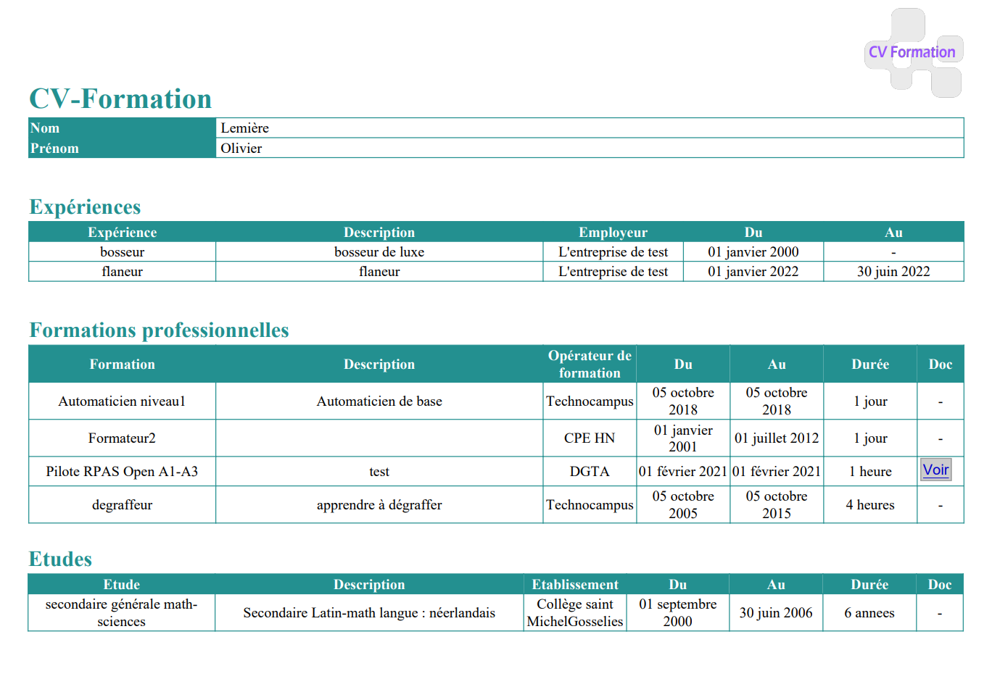 CV Formation
CV-Formation
Nom Lemière
Prénom Olivier
Expériences
Expérience Description Employeur Du Au
bosseur bosseur de luxe L'entreprise de test 01 janvier 2000 -
flaneur flaneur L'entreprise de test 01 janvier 2022 30 juin 2022
Formations professionnelles
Formation Description Opérateur de formation Du Au Durée Doc
Automaticien niveau1 Automaticien de base Technocampus 05 octobre 2018 05 octobre 2018 1 jour -
Formateur2 CPE HN 01 janvier 2001 01 juillet 2012 1 jour -
Pilote RPAS Open A1-A3 test DGTA 01 février 2021 01 février 2021 1 heure Voir
degraffeur apprendre à dégraffer Technocampus 05 octobre 2005 05 octobre 2015 4 heures -
Etudes
Etude Description Etablissement Du Au Durée Doc
secondaire générale math-sciences Secondaire Latin-math langue : néerlandais Collège saint MichelGosselies 01 septembre 2000 30 juin 2006 6 annees -